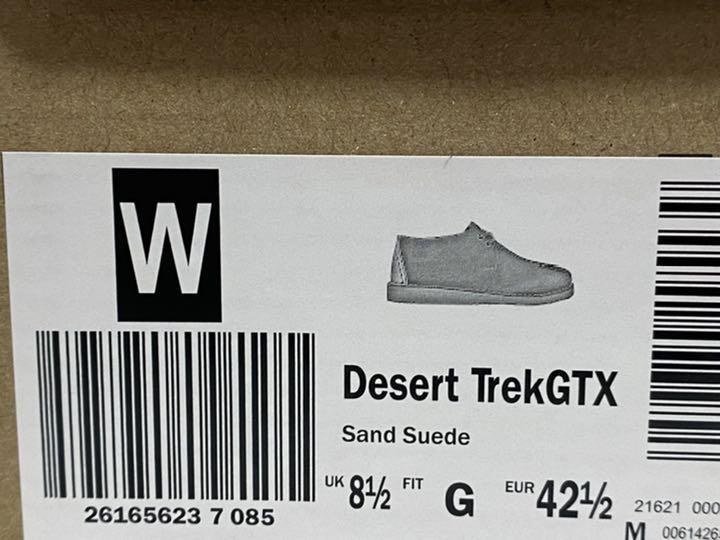 W
Desert TrekGTX
Sand Suede
UK 8½ FIT G EUR 42½
26165623 7 085
21621 000
M 0061426